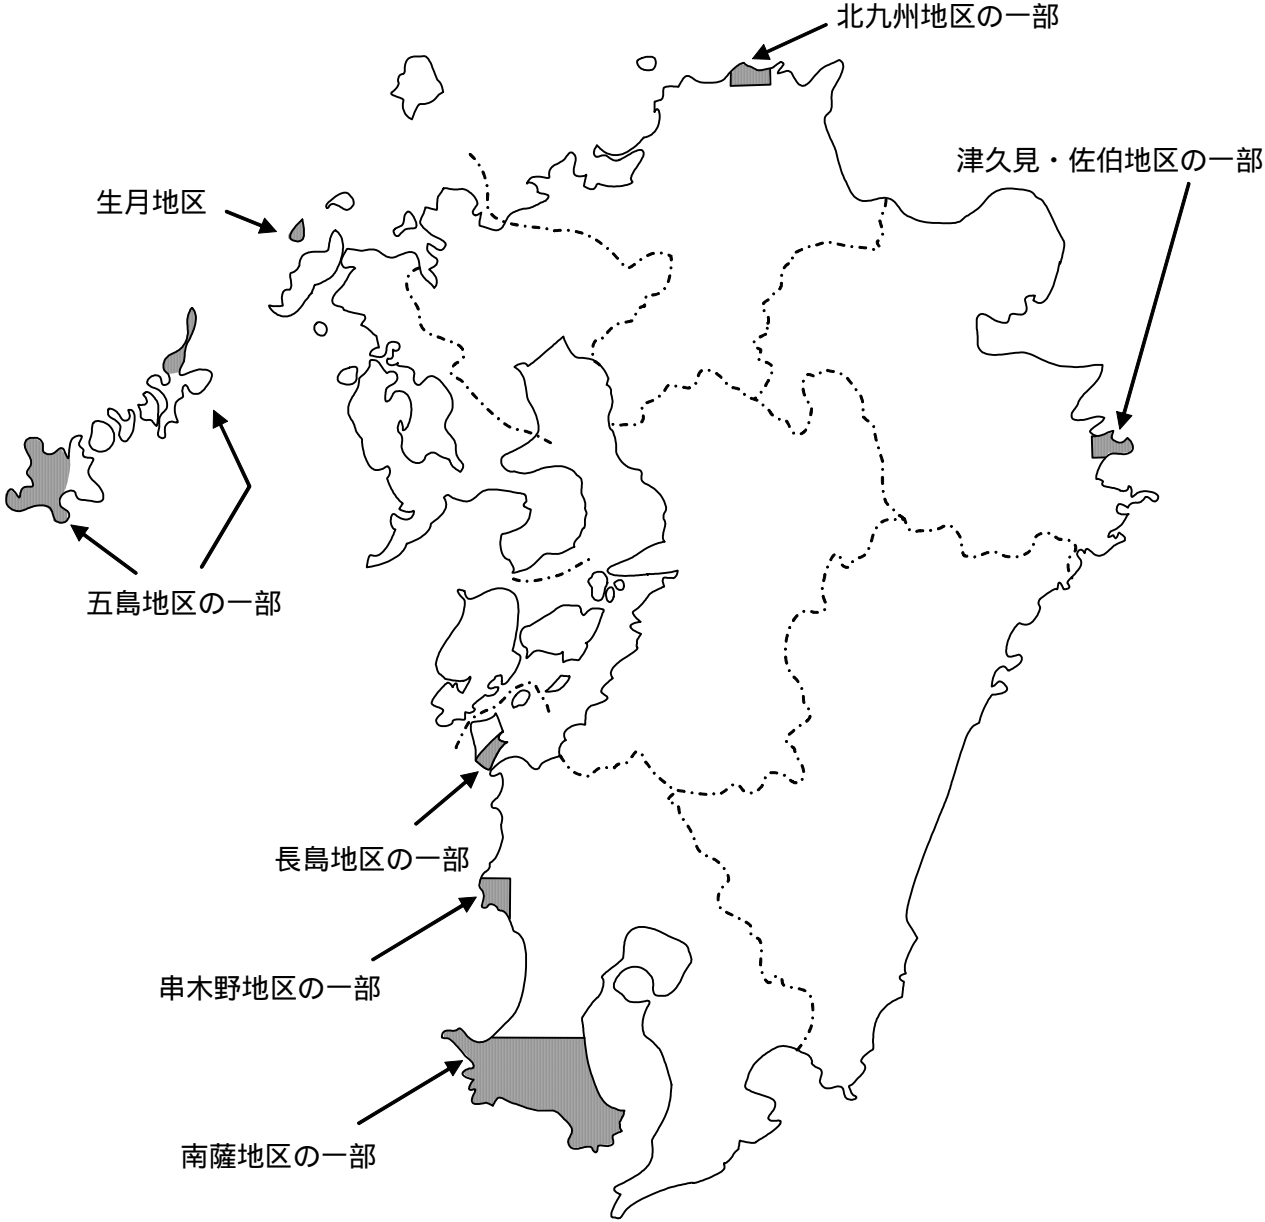 北九州地区の一部
津久見・佐伯地区の一部
生月地区
五島地区の一部
長島地区の一部
串木野地区の一部
南薩地区の一部